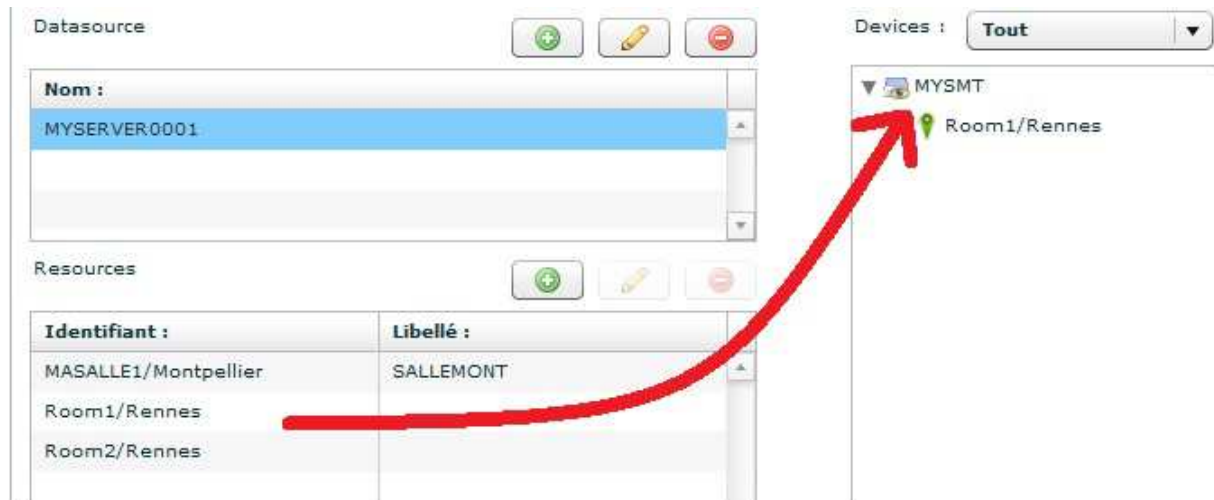 Datasource
Nom :
MYSERVER0001
Resources
Identifiant : Libellé :
MASALLE1/Montpellier SALLEMONT
Room1/Rennes
Room2/Rennes
Devices : Tout
MYSMT
Room1/Rennes